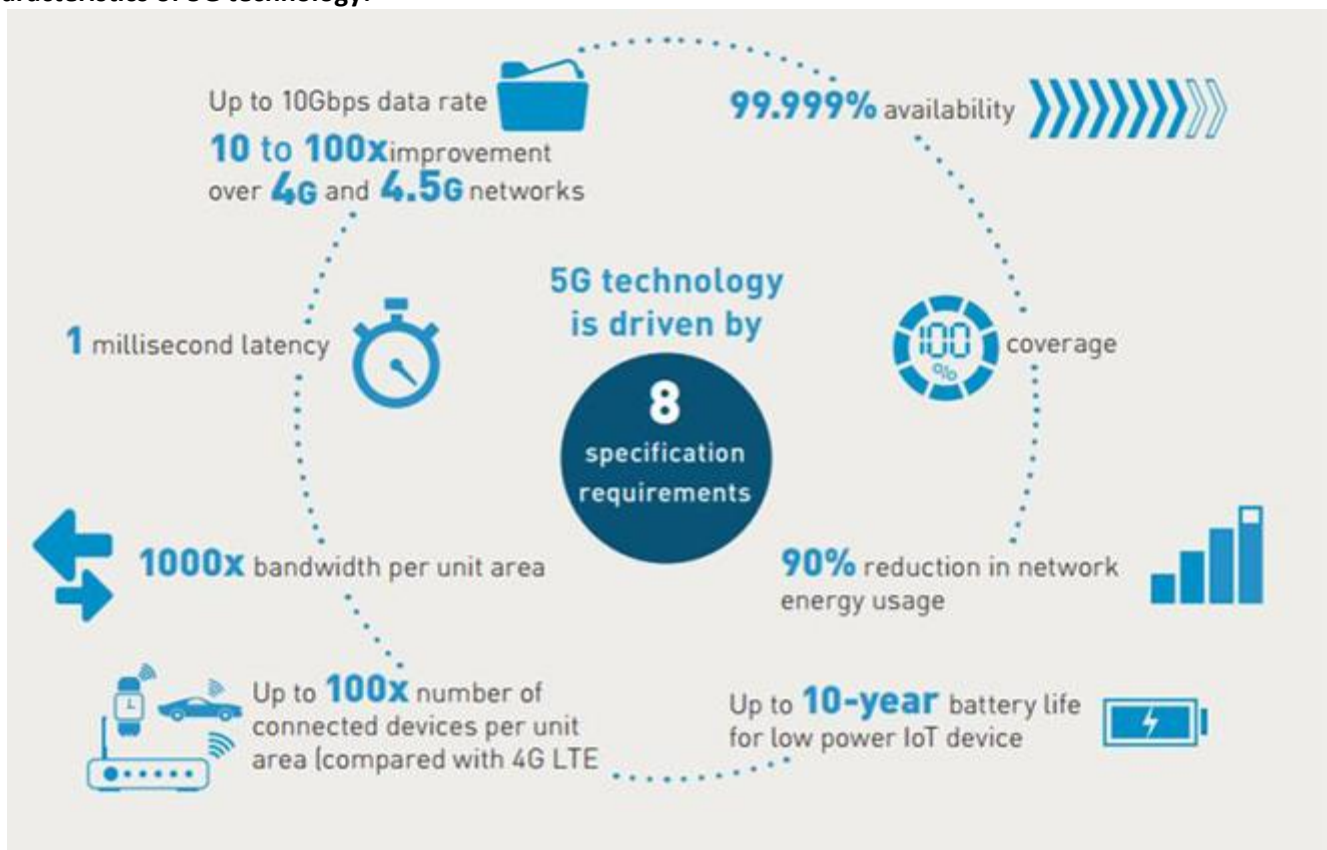 Up to 10Gbps data rate
10 to 100x improvement
over 4G and 4.5G networks
99.999% availability
5G technology
is driven by
8
specification
requirements
1 millisecond latency
100
%
coverage
1000x bandwidth per unit area
90% reduction in network
energy usage
Up to 100x number of
connected devices per unit
area (compared with 4G LTE
Up to 10-year battery life
for low power IoT device